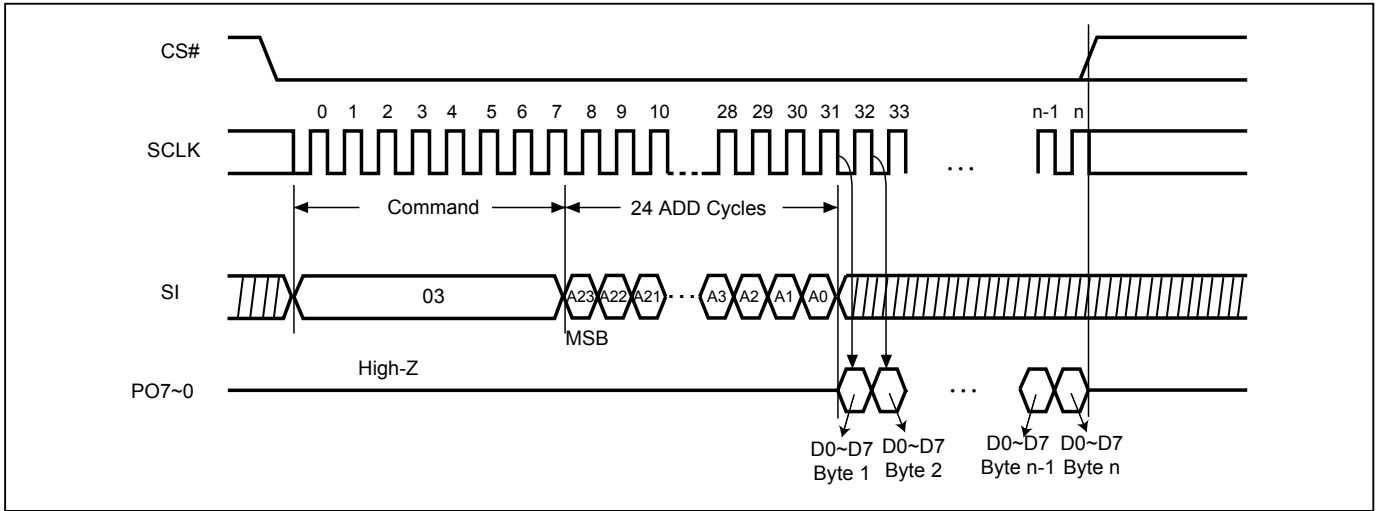 CS#
0 1 2 3 4 5 6 7 8 9 10 28 29 30 31 32 33 n-1 n
SCLK
...
Command 24 ADD Cycles
SI
03 A23 A22 A21 ... A3 A2 A1 A0
MSB
High-Z
PO7~0
...
D0~D7 D0~D7 D0~D7 D0~D7
Byte 1 Byte 2 Byte n-1 Byte n